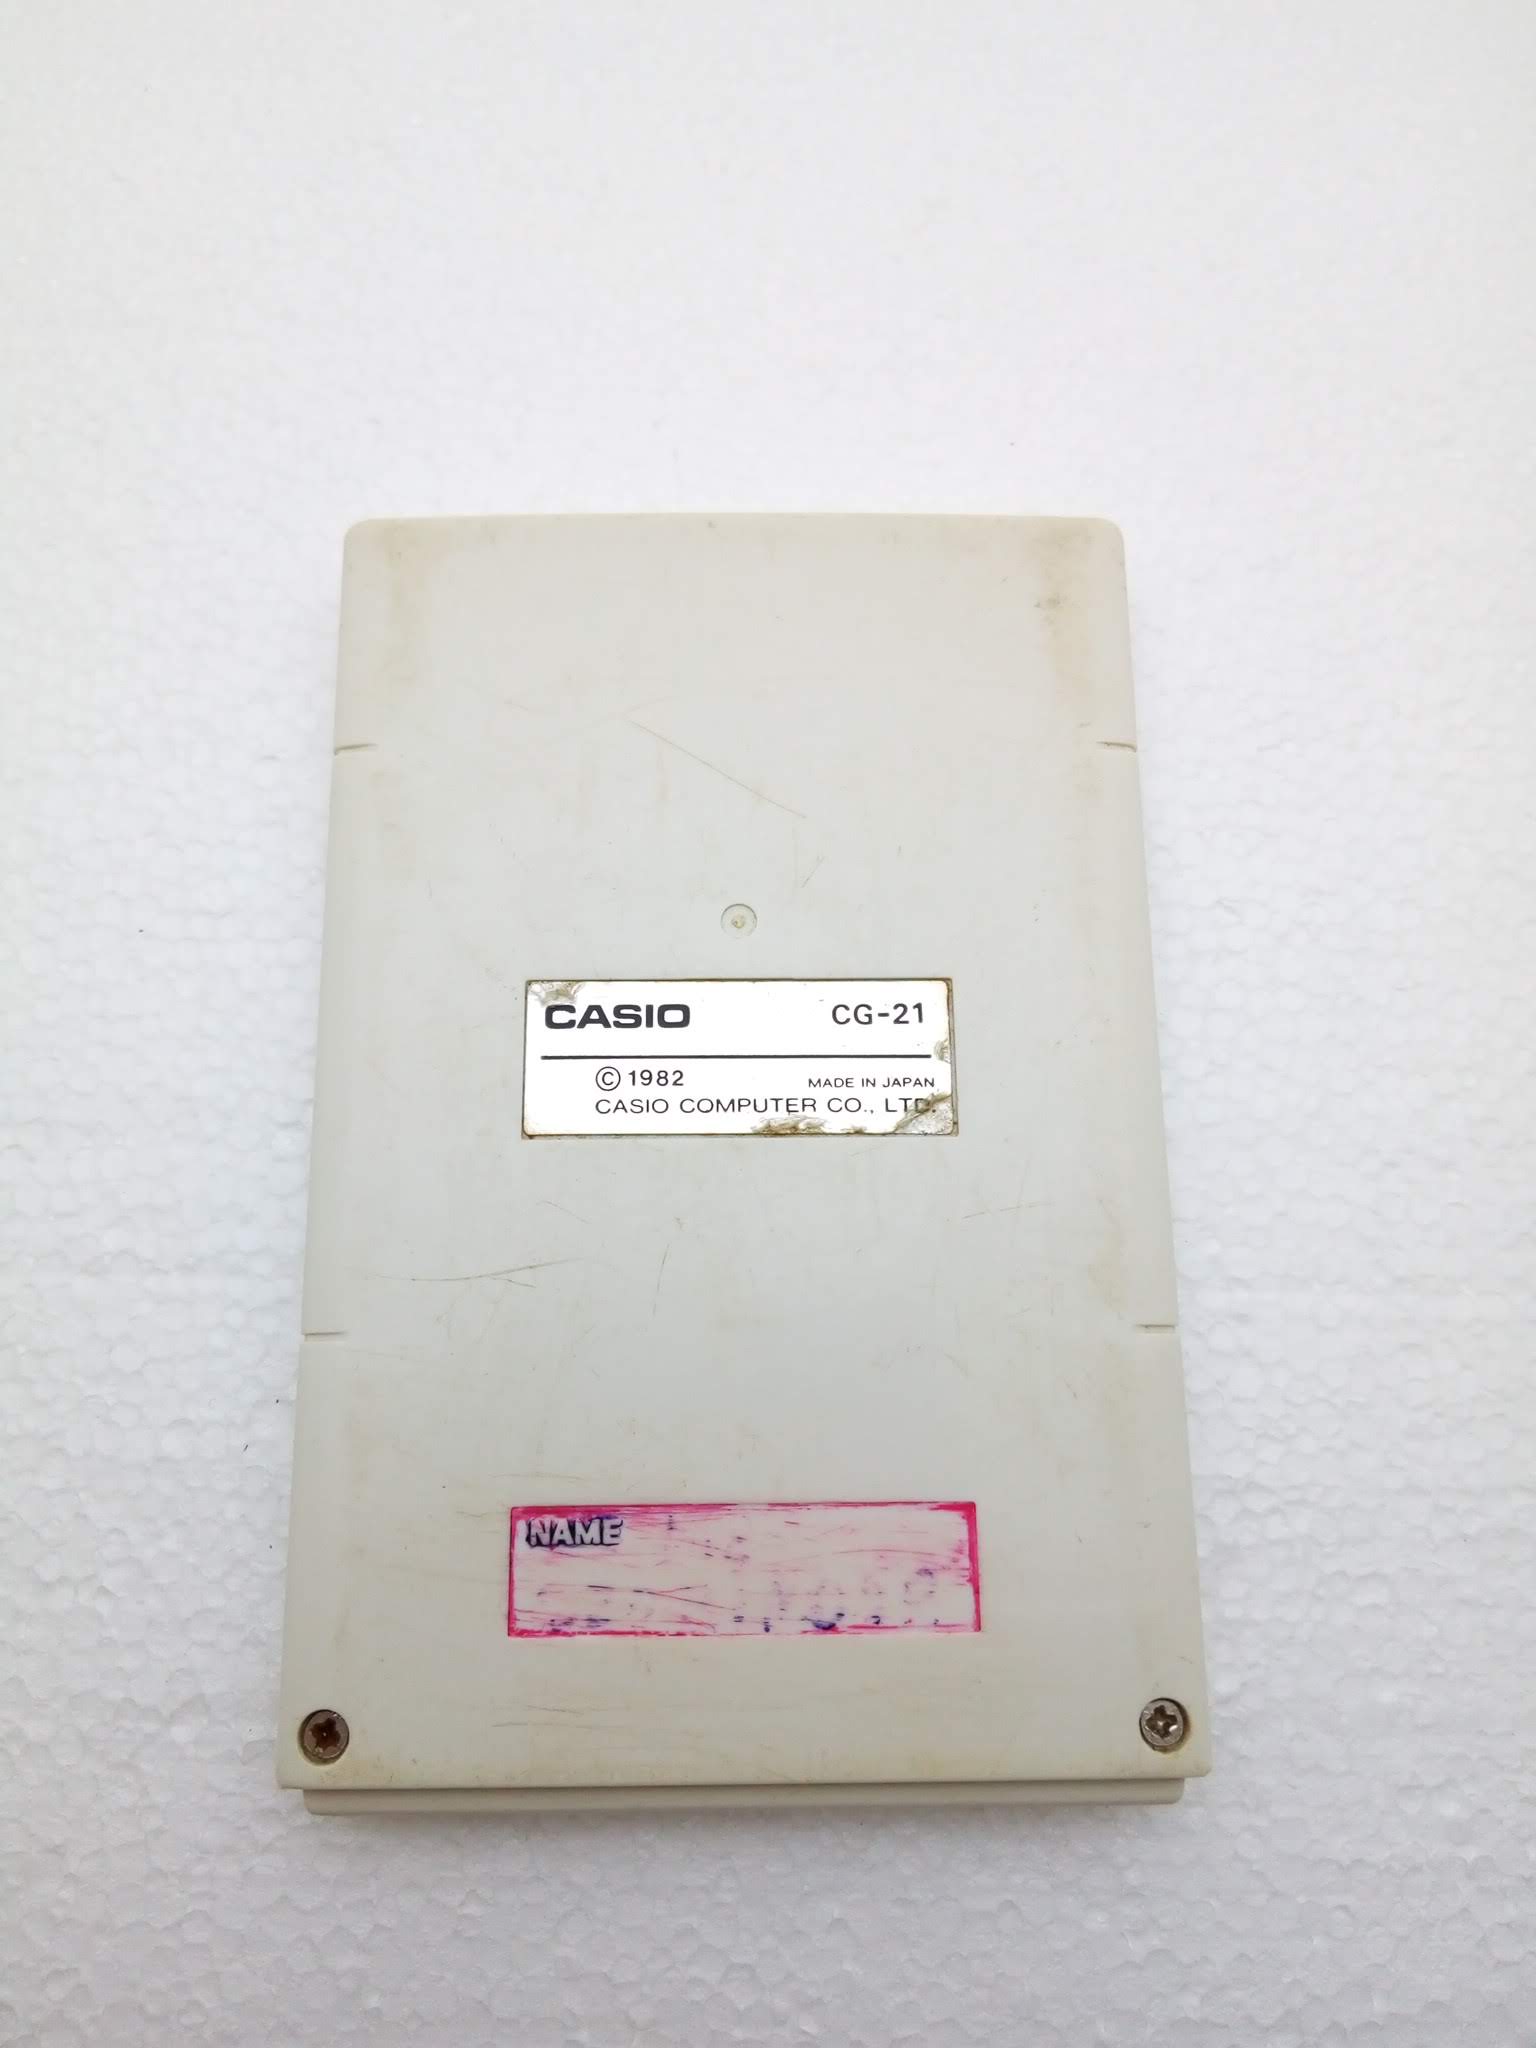 CASIO CG-21
©1982 MADE IN JAPAN
CASIO COMPUTER CO., LTD.
NAME